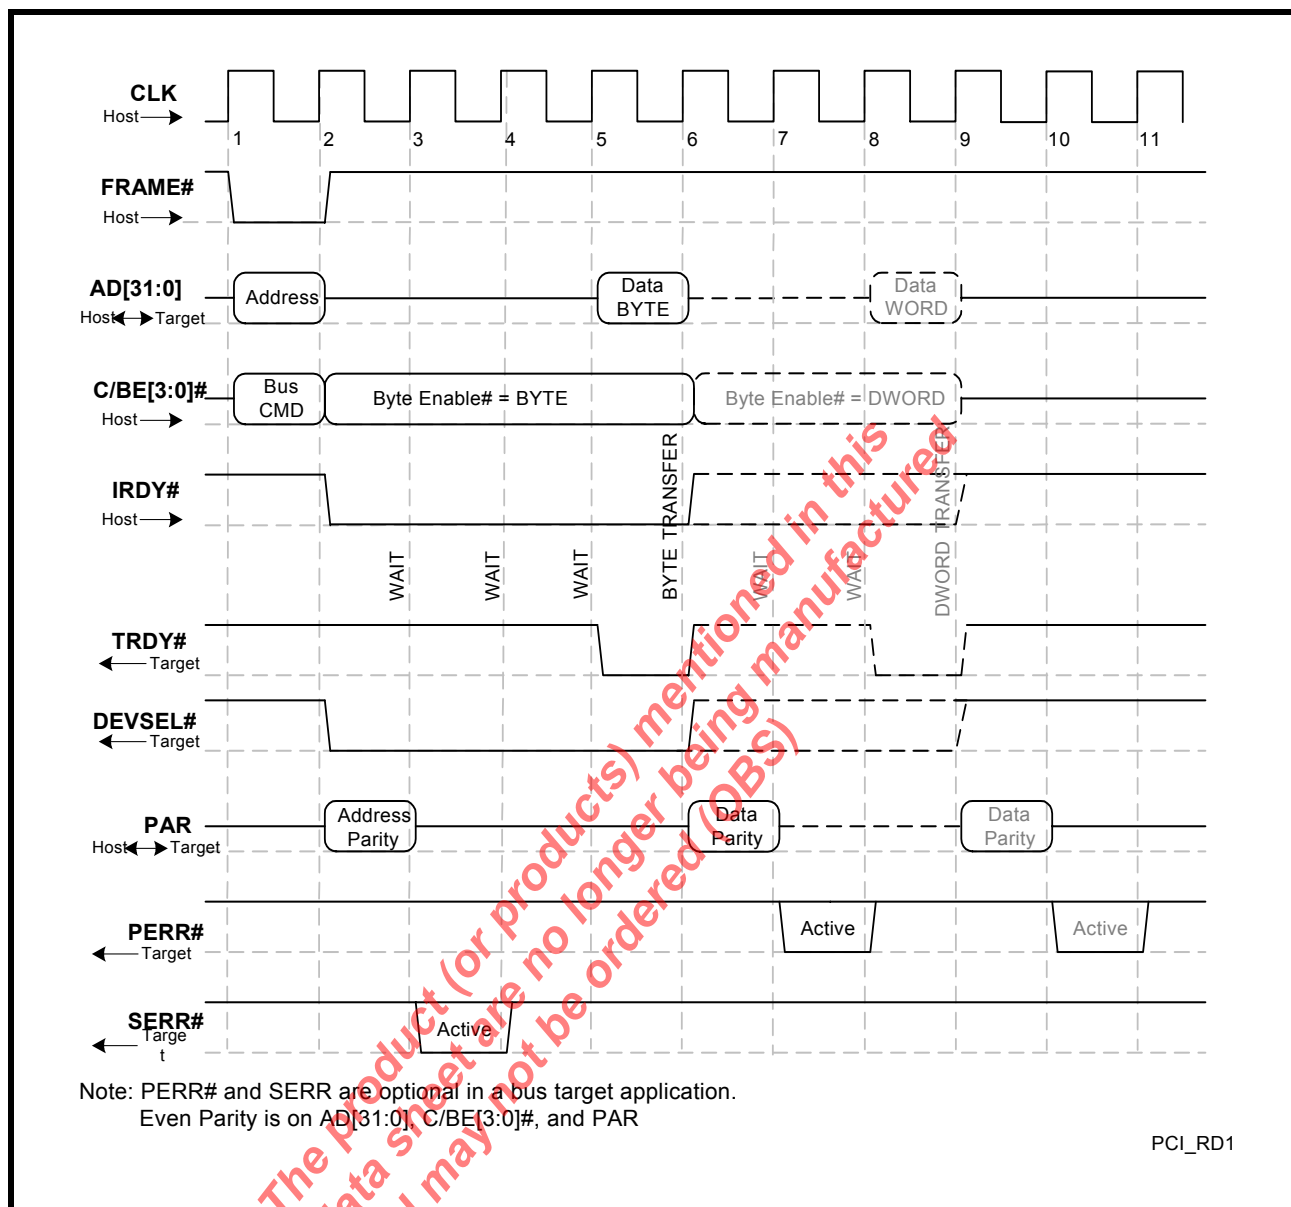 CLK
Host
1 2 3 4 5 6 7 8 9 10 11
FRAME#
Host
AD[31:0]
Host Target
Address
Data
BYTE
Data
WORD
C/BE[3:0]#
Host
Bus
CMD
Byte Enable# = BYTE
Byte Enable# = DWORD
IRDY#
Host
WAIT
WAIT
WAIT
BYTE TRANSFER
WAIT
WAIT
DWORD TRANSFER
TRDY#
Target
DEVSEL#
Target
PAR
Host Target
Address
Parity
Data
Parity
Data
Parity
PERR#
Target
Active
Active
SERR#
Targe
t
Active
Note: PERR# and SERR are optional in a bus target application.
Even Parity is on AD[31:0], C/BE[3:0]#, and PAR
PCI_RD1
The product (or products) mentioned in this
data sheet are no longer being manufactured
may not be ordered (OBS)